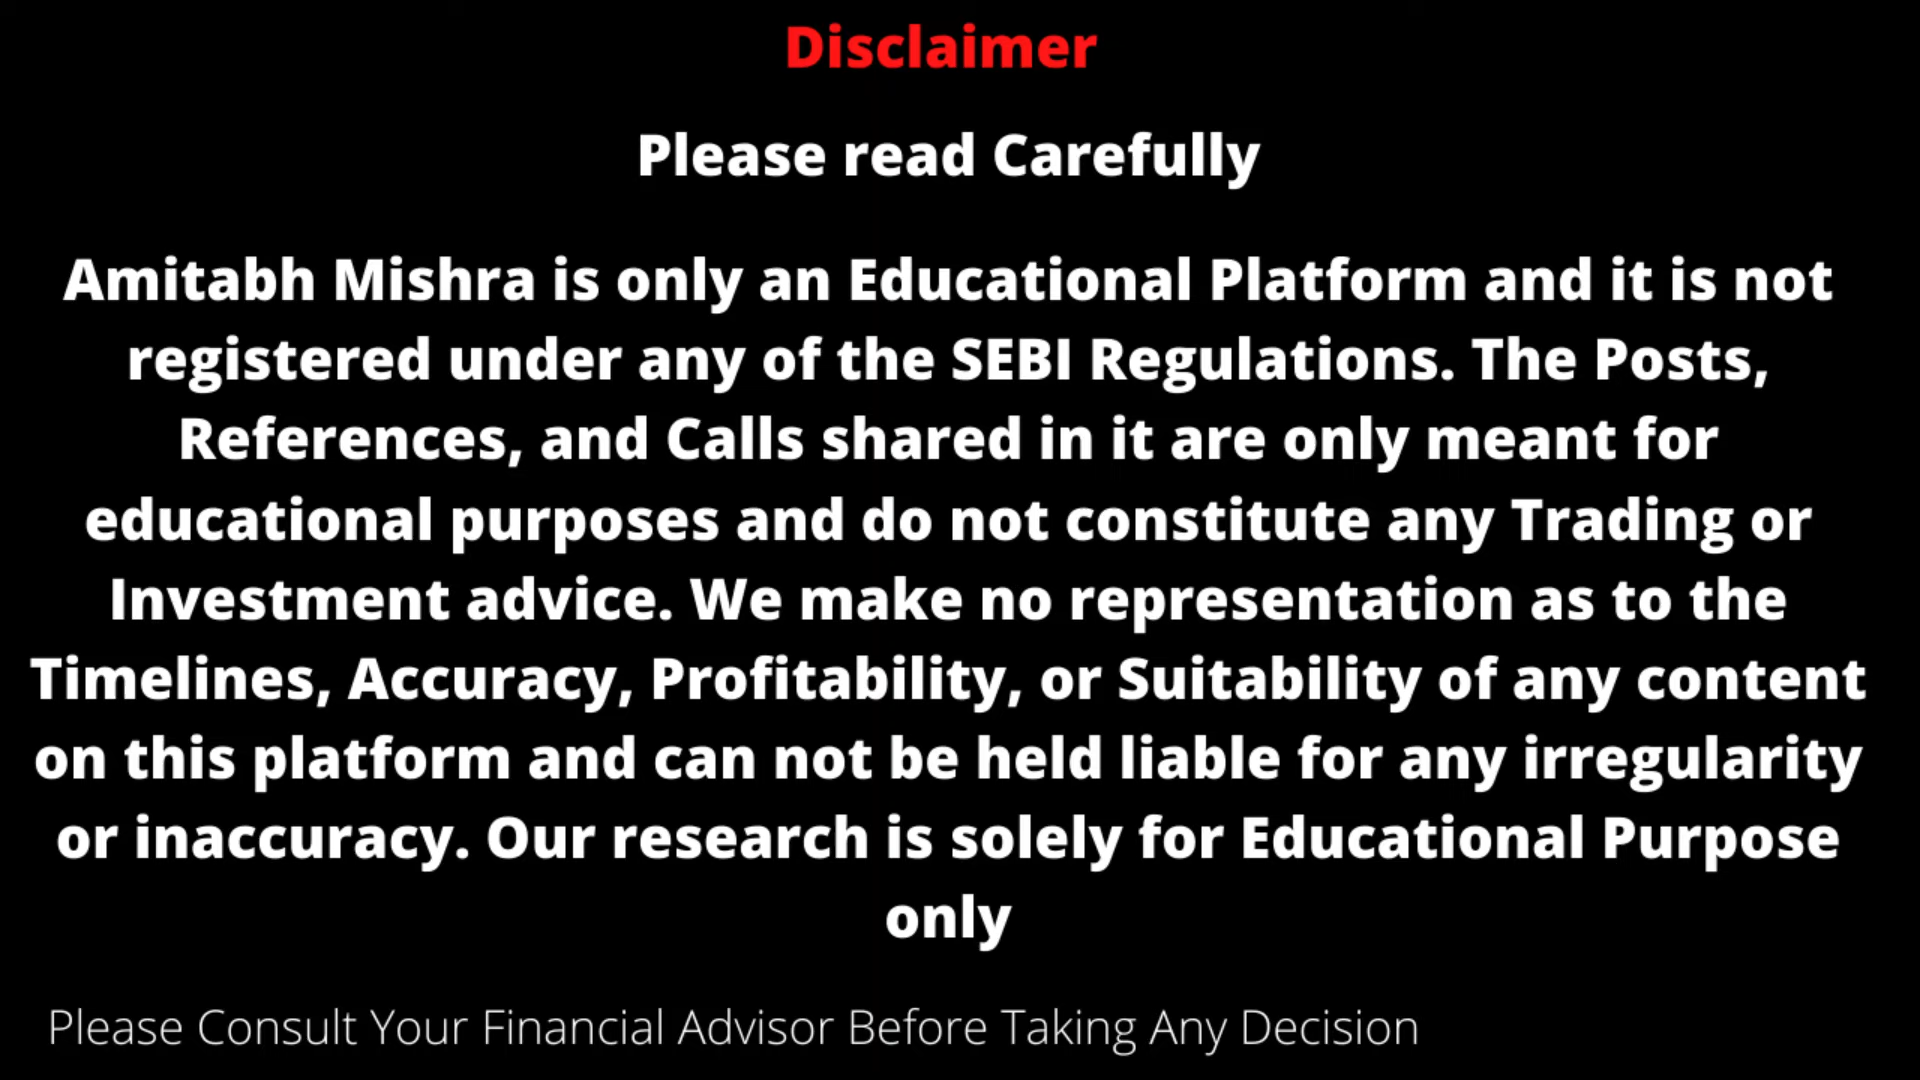 Disclaimer
Please read Carefully
Amitabh Mishra is only an Educational Platform and it is not
registered under any of the SEBI Regulations. The Posts,
References, and Calls shared in it are only meant for
educational purposes and do not constitute any Trading or
Investment advice. We make no representation as to the
Timelines, Accuracy, Profitability, or Suitability of any content
on this platform and can not be held liable for any irregularity
or inaccuracy. Our research is solely for Educational Purpose
only
Please Consult Your Financial Advisor Before Taking Any Decision